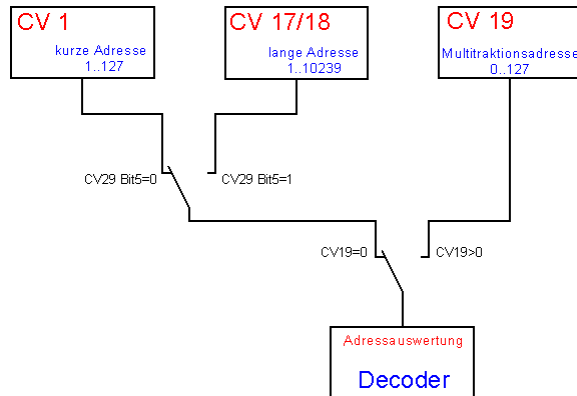 CV 1
kurze Adresse
1..127
CV 17/18
lange Adresse
1..10239
CV 19
Multitraktionsadresse
0..127
CV29 Bit5=0
CV29 Bit5=1
CV19=0
CV19>0
Adressauswertung
Decoder